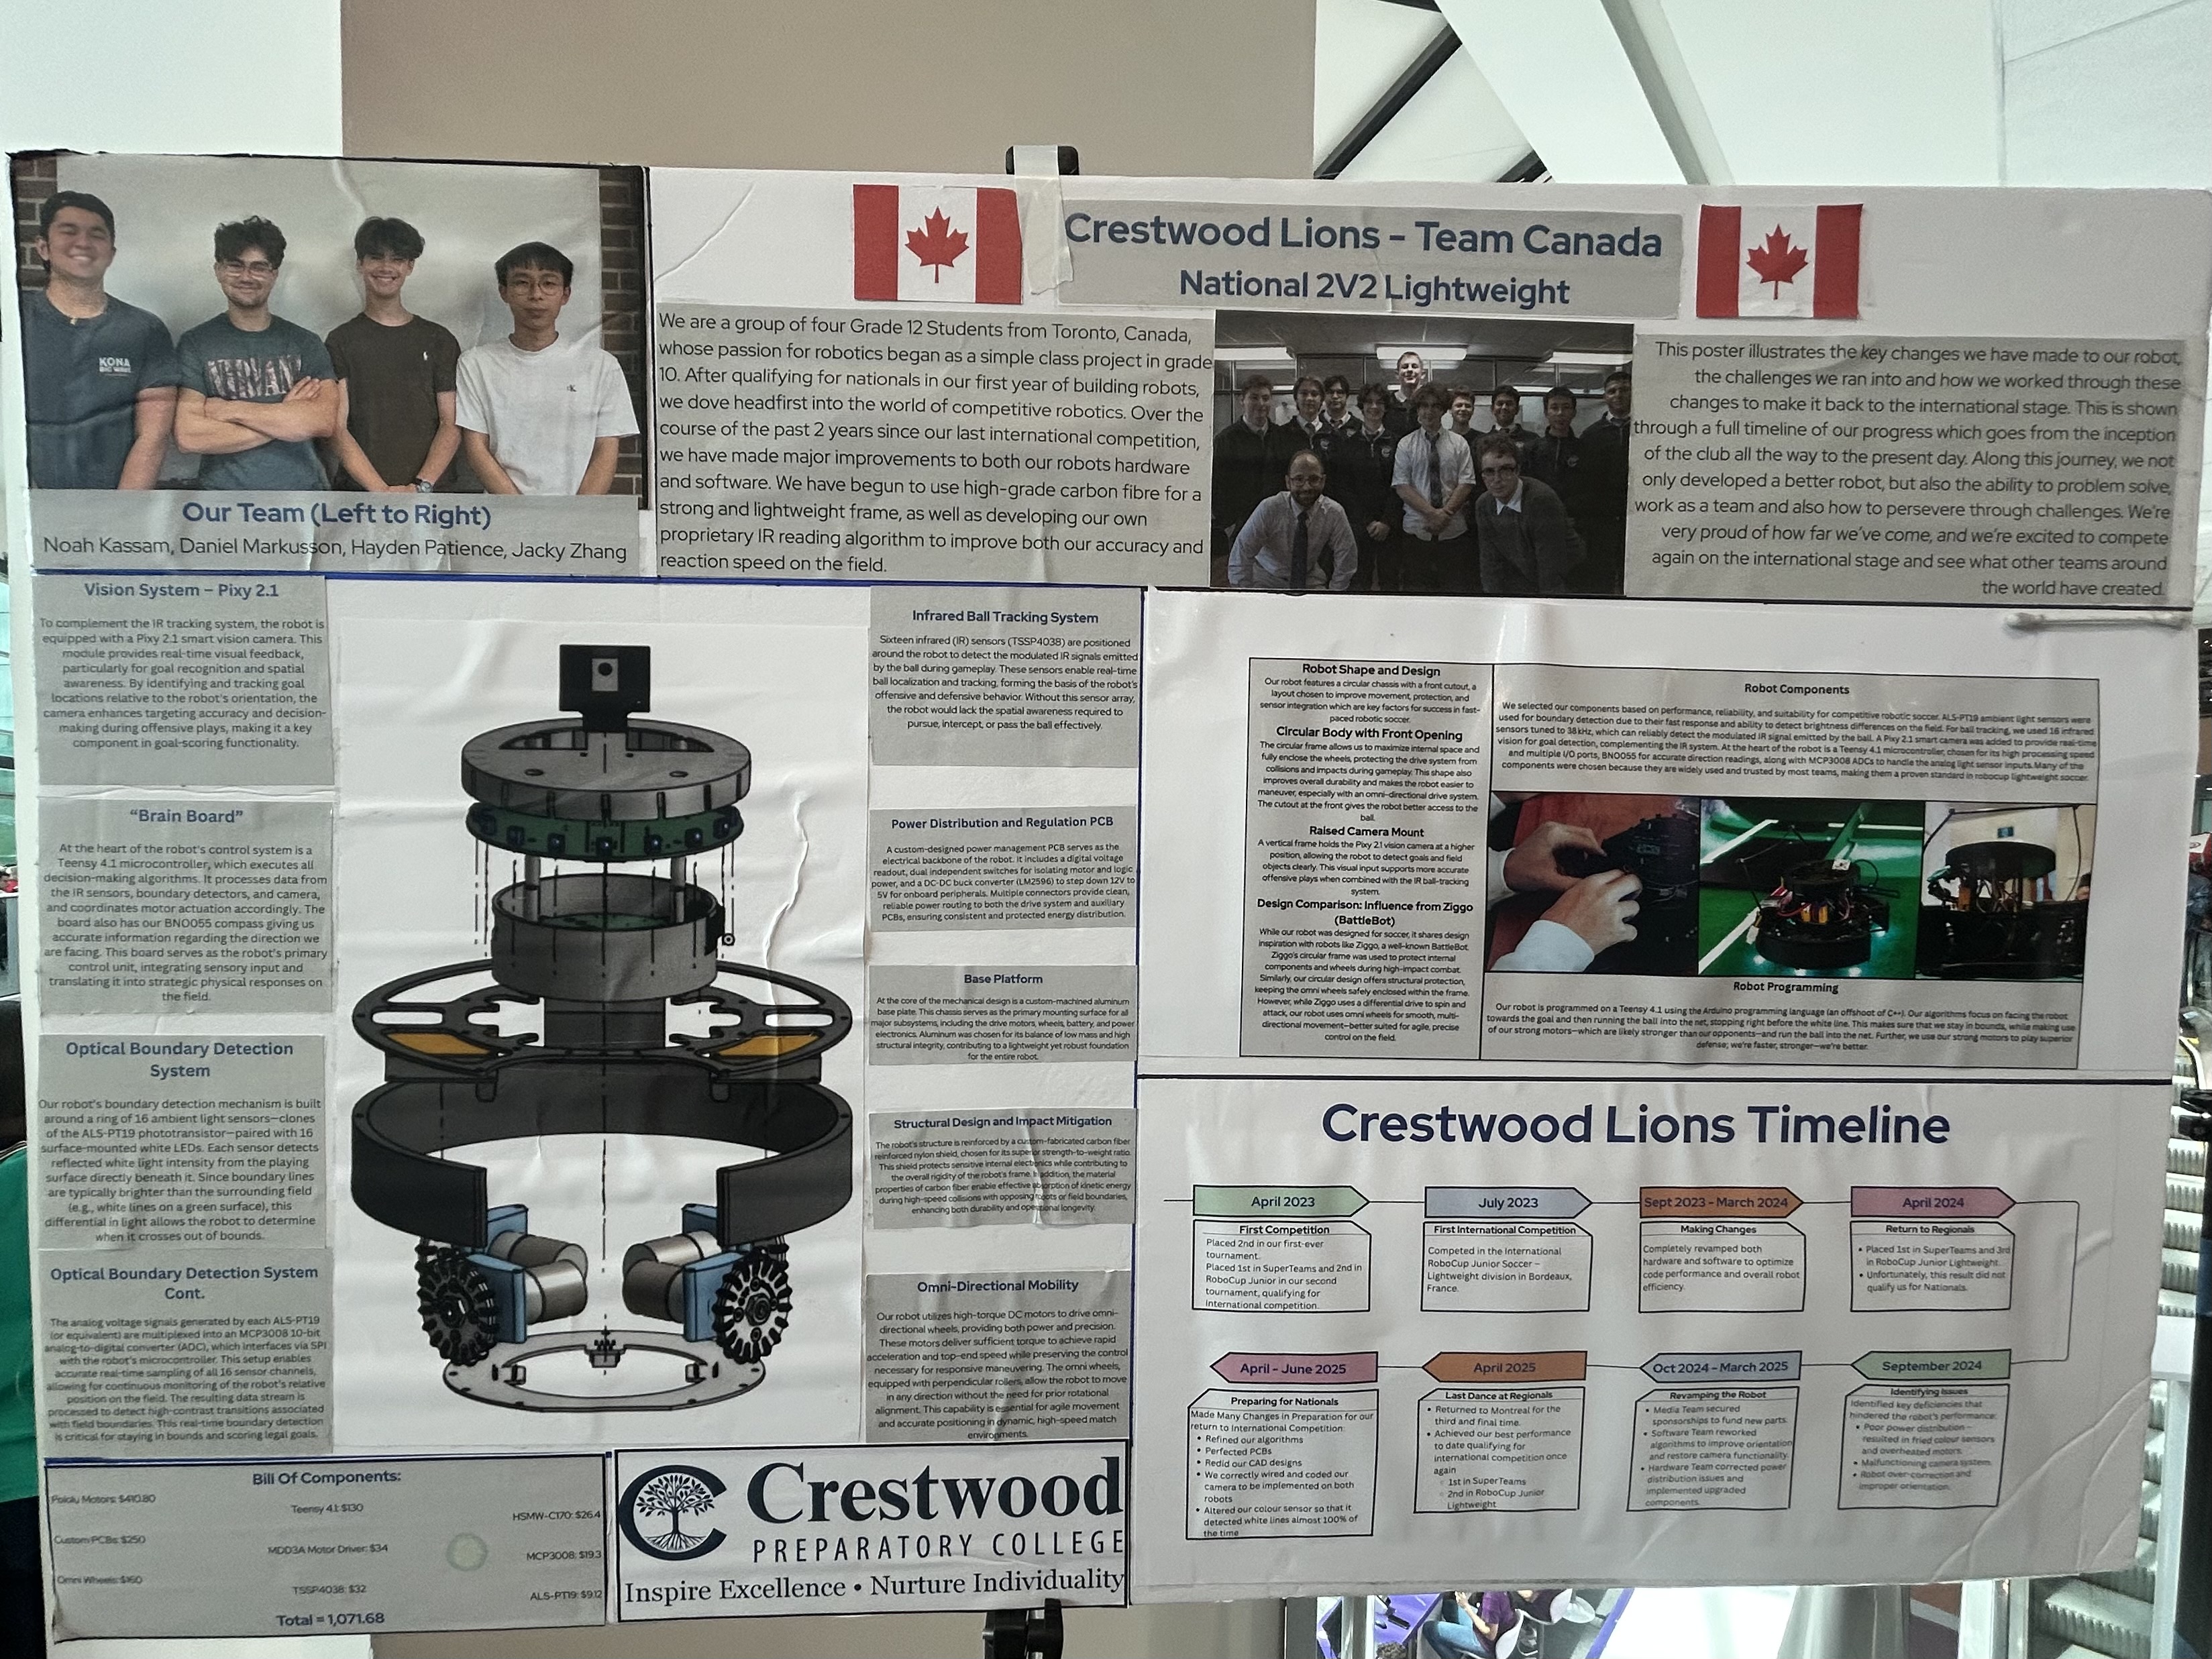 Crestwood Lions - Team Canada
National 2V2 Lightweight
KONA
BIG WAVE
NIRVANA
Our Team (Left to Right)
Noah Kassam, Daniel Markusson, Hayden Patience, Jacky Zhang
We are a group of four Grade 12 Students from Toronto, Canada,
whose passion for robotics began as a simple class project in grade
10. After qualifying for nationals in our first year of building robots,
we dove headfirst into the world of competitive robotics. Over the
course of the past 2 years since our last international competition,
we have made major improvements to both our robots hardware
and software. We have begun to use high-grade carbon fibre for a
strong and lightweight frame, as well as developing our own
proprietary IR reading algorithm to improve both our accuracy and
reaction speed on the field.
This poster illustrates the key changes we have made to our robot,
the challenges we ran into and how we worked through these
changes to make it back to the international stage. This is shown
through a full timeline of our progress which goes from the inception
of the club all the way to the present day. Along this journey, we not
only developed a better robot, but also the ability to problem solve,
work as a team and also how to persevere through challenges. We're
very proud of how far we've come, and we're excited to compete
again on the international stage and see what other teams around
the world have created.
Vision System – Pixy 2.1
To complement the IR tracking system, the robot is
equipped with a Pixy 2.1 smart vision camera. This
module provides real-time visual feedback,
particularly for goal recognition and spatial
awareness. By identifying and tracking goal
locations relative to the robot's orientation, the
camera enhances targeting accuracy and decision-
making during offensive plays, making it a key
component in goal-scoring functionality.
"Brain Board"
At the heart of the robot's control system is a
Teensy 4.1 microcontroller, which executes all
decision-making algorithms. It processes data from
the IR sensors, boundary detectors, and camera,
and coordinates motor actuation accordingly. The
board also has our BNO055 compass giving us
accurate information regarding the direction we
are facing. This board serves as the robot's primary
control unit, integrating sensory input and
translating it into strategic physical responses on
the field.
Optical Boundary Detection
System
Our robot's boundary detection mechanism is built
around a ring of 16 ambient light sensors—clones
of the ALS-PT19 phototransistor—paired with 16
surface-mounted white LEDs. Each sensor detects
reflected white light intensity from the playing
surface directly beneath it. Since boundary lines
are typically brighter than the surrounding field
(e.g., white lines on a green surface), this
differential in light allows the robot to determine
when it crosses out of bounds.
Optical Boundary Detection System
Cont.
The analog voltage signals generated by each ALS-PT19
(or equivalent) are multiplexed into an MCP3008 10-bit
analog-to-digital converter (ADC), which interfaces via SPI
with the robot's microcontroller. This setup enables
accurate real-time sampling of all 16 sensor channels,
allowing for continuous monitoring of the robot's relative
position on the field. The resulting data stream is
processed to detect high-contrast transitions associated
with field boundaries. This real-time boundary detection
is critical for staying in bounds and scoring legal goals.
Infrared Ball Tracking System
Sixteen infrared (IR) sensors (TSSP4038) are positioned
around the robot to detect the modulated IR signals emitted
by the ball during gameplay. These sensors enable real-time
ball localization and tracking, forming the basis of the robot's
offensive and defensive behavior. Without this sensor array,
the robot would lack the spatial awareness required to
pursue, intercept, or pass the ball effectively.
Power Distribution and Regulation PCB
A custom-designed power management PCB serves as the
electrical backbone of the robot. It includes a digital voltage
readout, dual independent switches for isolating motor and logic
power, and a DC-DC buck converter (LM2596) to step down 12V to
5V for onboard peripherals. Multiple connectors provide clean,
reliable power routing to both the drive system and auxiliary
PCBs, ensuring consistent and protected energy distribution.
Base Platform
At the core of the mechanical design is a custom-machined aluminum
base plate. This chassis serves as the primary mounting surface for all
major subsystems, including the drive motors, wheels, battery, and power
electronics. Aluminum was chosen for its balance of low mass and high
structural integrity, contributing to a lightweight yet robust foundation
for the entire robot.
Structural Design and Impact Mitigation
The robot's structure is reinforced by a custom-fabricated carbon fiber
reinforced nylon shield, chosen for its superior strength-to-weight ratio.
This shield protects sensitive internal electronics while contributing to
the overall rigidity of the robot's frame. In addition, the material
properties of carbon fiber enable effective absorption of kinetic energy
during high-speed collisions with opposing robots or field boundaries,
enhancing both durability and operational longevity.
Omni-Directional Mobility
Our robot utilizes high-torque DC motors to drive omni-
directional wheels, providing both power and precision.
These motors deliver sufficient torque to achieve rapid
acceleration and top-end speed while preserving the control
necessary for responsive maneuvering. The omni wheels,
equipped with perpendicular rollers, allow the robot to move
in any direction without the need for prior rotational
alignment. This capability is essential for agile movement
and accurate positioning in dynamic, high-speed match
environments.
Robot Shape and Design
Our robot features a circular chassis with a front cutout, a
layout chosen to improve movement, protection, and
sensor integration which are key factors for success in fast-
paced robotic soccer.
Circular Body with Front Opening
The circular frame allows us to maximize internal space and
fully enclose the wheels, protecting the drive system from
collisions and impacts during gameplay. This shape also
improves overall durability and makes the robot easier to
maneuver, especially with an omni-directional drive system.
The cutout at the front gives the robot better access to the
ball.
Raised Camera Mount
A vertical frame holds the Pixy 2.1 vision camera at a higher
position, allowing the robot to detect goals and field
objects clearly. This visual input supports more accurate
offensive plays when combined with the IR ball-tracking
system.
Design Comparison: Influence from Ziggo
(BattleBot)
While our robot was designed for soccer, it shares design
inspiration with robots like Ziggo, a well-known BattleBot.
Ziggo's circular frame was used to protect internal
components and wheels during high-impact combat.
Similarly, our circular design offers structural protection,
keeping the omni wheels safely enclosed within the frame.
However, while Ziggo uses a differential drive to spin and
attack, our robot uses omni wheels for smooth, multi-
directional movement—better suited for agile, precise
control on the field.
Robot Components
We selected our components based on performance, reliability, and suitability for competitive robotic soccer. ALS-PT19 ambient light sensors were
used for boundary detection due to their fast response and ability to detect brightness differences on the field. For ball tracking, we used 16 infrared
sensors tuned to 38kHz, which can reliably detect the modulated IR signal emitted by the ball. A Pixy 2.1 smart camera was added to provide real-time
vision for goal detection, complementing the IR system. At the heart of the robot is a Teensy 4.1 microcontroller, chosen for its high processing speed
and multiple I/O ports, BNO055 for accurate direction readings, along with MCP3008 ADCs to handle the analog light sensor inputs. Many of the
components were chosen because they are widely used and trusted by most teams, making them a proven standard in robocup lightweight soccer.
Robot Programming
Our robot is programmed on a Teensy 4.1 using the Arduino programming language (an offshoot of C++). Our algorithms focus on facing the robot
towards the goal and then running the ball into the net, stopping right before the white line. This makes sure that we stay in bounds, while making use
of our strong motors—which are likely stronger than our opponents—and run the ball into the net. Further, we use our strong motors to play superior
defense; we're faster, stronger—we're better.
Crestwood Lions Timeline
April 2023
First Competition
Placed 2nd in our first-ever
tournament.
Placed 1st in SuperTeams and 2nd in
RoboCup Junior in our second
tournament, qualifying for
International competition.
July 2023
First International Competition
Competed in the International
RoboCup Junior Soccer –
Lightweight division in Bordeaux,
France.
Sept 2023 - March 2024
Making Changes
Completely revamped both
hardware and software to optimize
code performance and overall robot
efficiency.
April 2024
Return to Regionals
• Placed 1st in SuperTeams and 3rd
in RoboCup Junior Lightweight.
• Unfortunately, this result did not
qualify us for Nationals.
September 2024
Identifying Issues
Identified key deficiencies that
hindered the robot's performance:
• Poor power distribution—
resulted in fried colour sensors
and overheated motors.
• Malfunctioning camera system.
• Robot over-correction and
improper orientation.
Oct 2024 - March 2025
Revamping the Robot
• Media Team secured
sponsorships to fund new parts.
• Software Team reworked
algorithms to improve orientation
and restore camera functionality.
• Hardware Team corrected power
distribution issues and
implemented upgraded
components.
April 2025
Last Dance at Regionals
• Returned to Montreal for the
third and final time.
• Achieved our best performance
to date qualifying for
international competition once
again
1st in SuperTeams
2nd in RoboCup Junior
Lightweight
April - June 2025
Preparing for Nationals
Made Many Changes in Preparation for our
return to International Competition:
• Refined our algorithms
• Perfected PCBs
• Redid our CAD designs
• We correctly wired and coded our
camera to be implemented on both
robots
• Altered our colour sensor so that it
detected white lines almost 100% of
the time
Bill Of Components:
Pololu Motors: $410.80
Teensy 4.1: $130
HSMW-C170: $26.4
Custom PCBs: $250
MDD3A Motor Driver: $34
MCP3008: $19.3
Omni Wheels: $160
TSSP4038: $32
ALS-PT19: $9.12
Total = 1,071.68
Crestwood
PREPARATORY COLLEGE
Inspire Excellence • Nurture Individuality